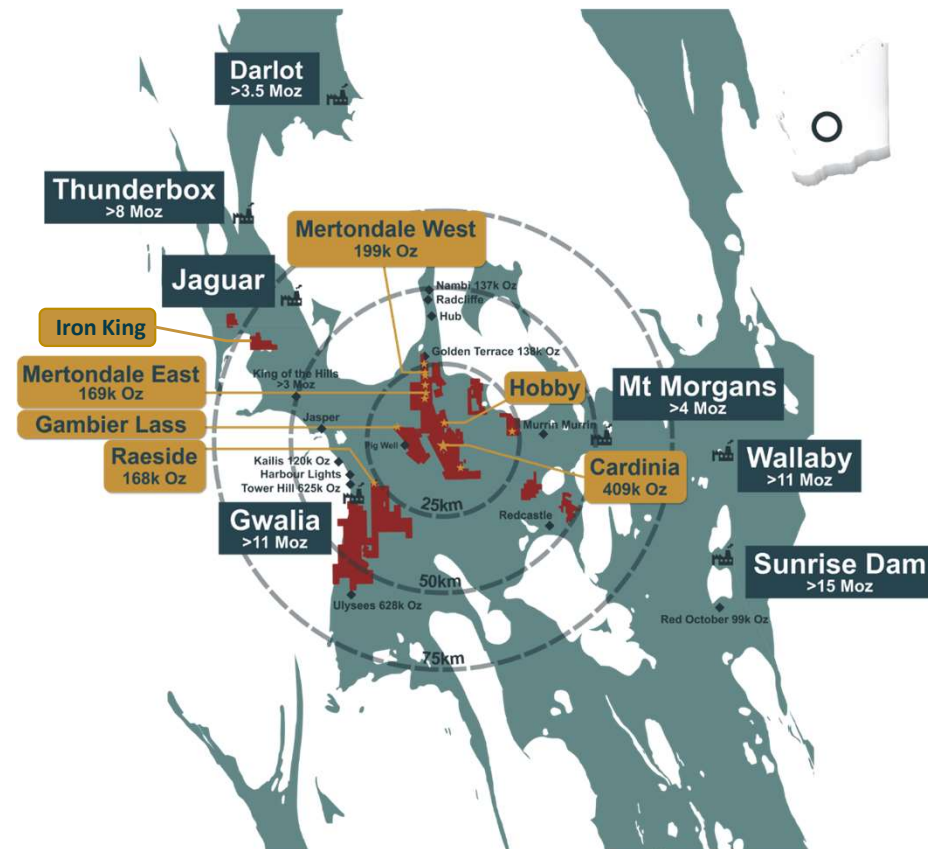 Darlot
>3.5 Moz
Thunderbox
>8 Moz
Mertondale West
199k Oz
Jaguar
Nambi 137k Oz
Radcliffe
Hub
Iron King
Golden Terrace 138k Oz
King of the Hills
>3 Moz
Mertondale East
169k Oz
Hobby
Mt Morgans
>4 Moz
Gambier Lass
Jasper
Murrin Murrin
Pig Well
Raeside
168k Oz
Kailis 120k Oz
Harbour Lights
Tower Hill 625k Oz
Cardinia
409k Oz
Wallaby
>11 Moz
25km
Redcastle
Gwalia
>11 Moz
Sunrise Dam
>15 Moz
50km
Ulysees 628k Oz
Red October 99k Oz
75km